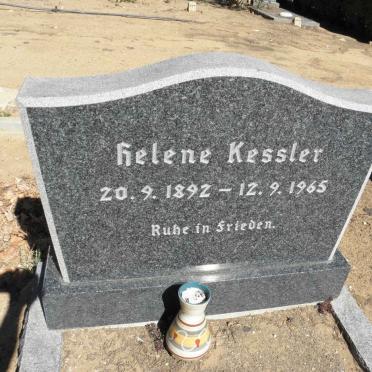 Helene Kessler
20. 9. 1892 – 12. 9. 1965
Ruhe in Frieden.